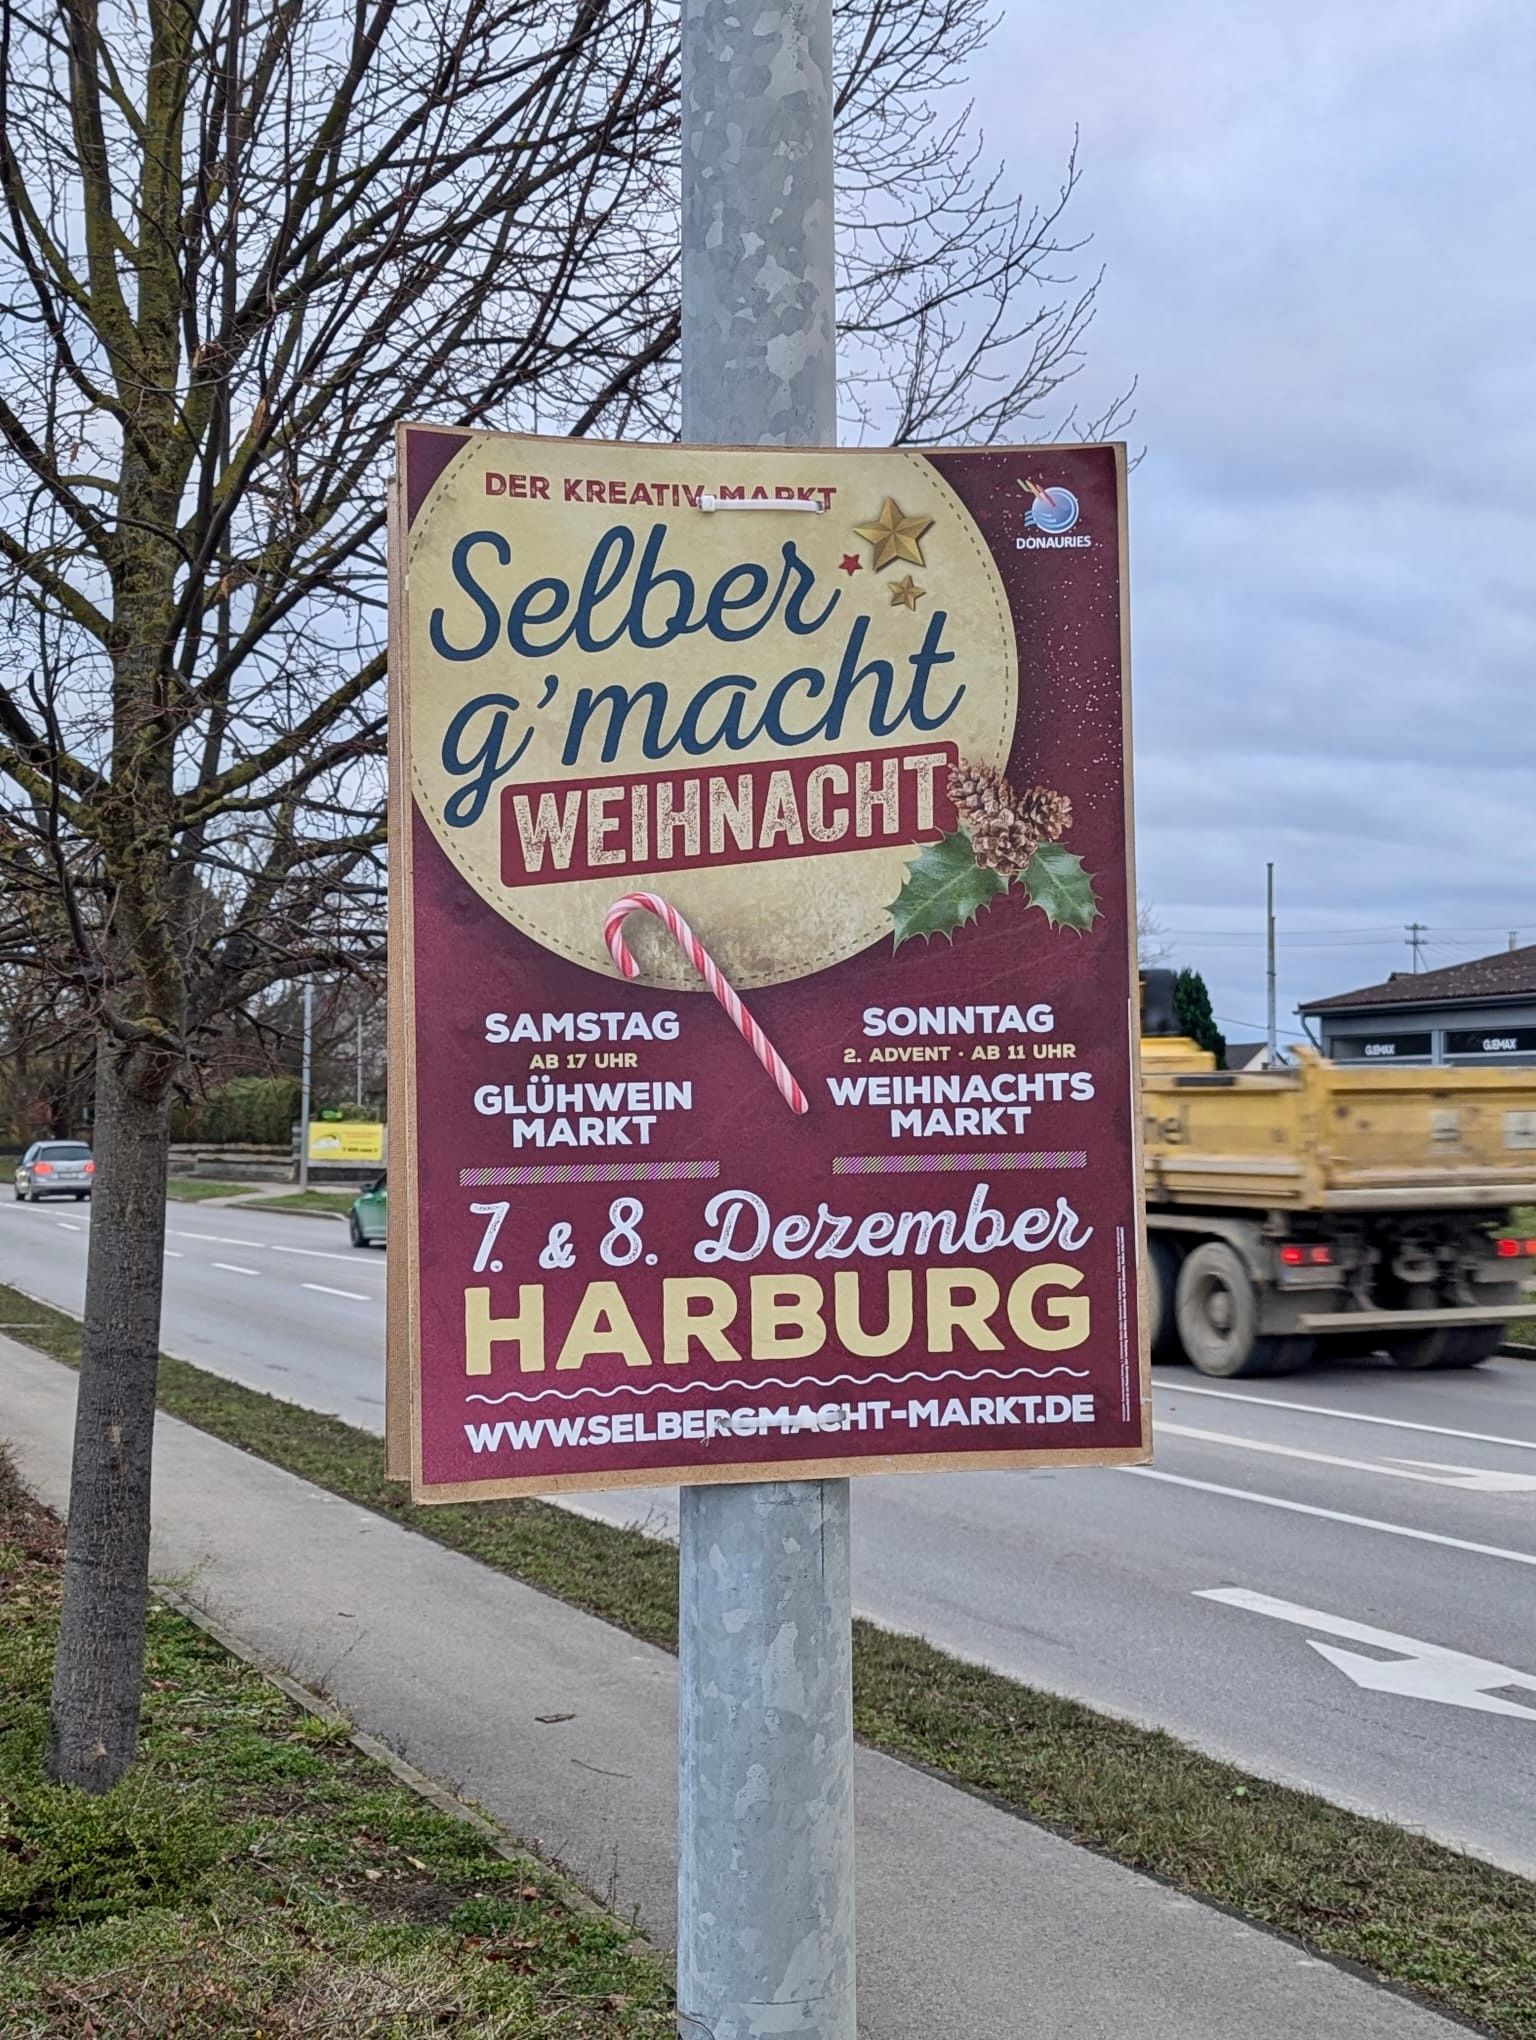 DER KREATIV-MARKT
DONAURIES
Selber
g'macht
WEIHNACHT
SAMSTAG
AB 17 UHR
GLÜHWEIN
MARKT
SONNTAG
2. ADVENT · AB 11 UHR
WEIHNACHTS
MARKT
7. & 8. Dezember
HARBURG
WWW.SELBERGMACHT-MARKT.DE